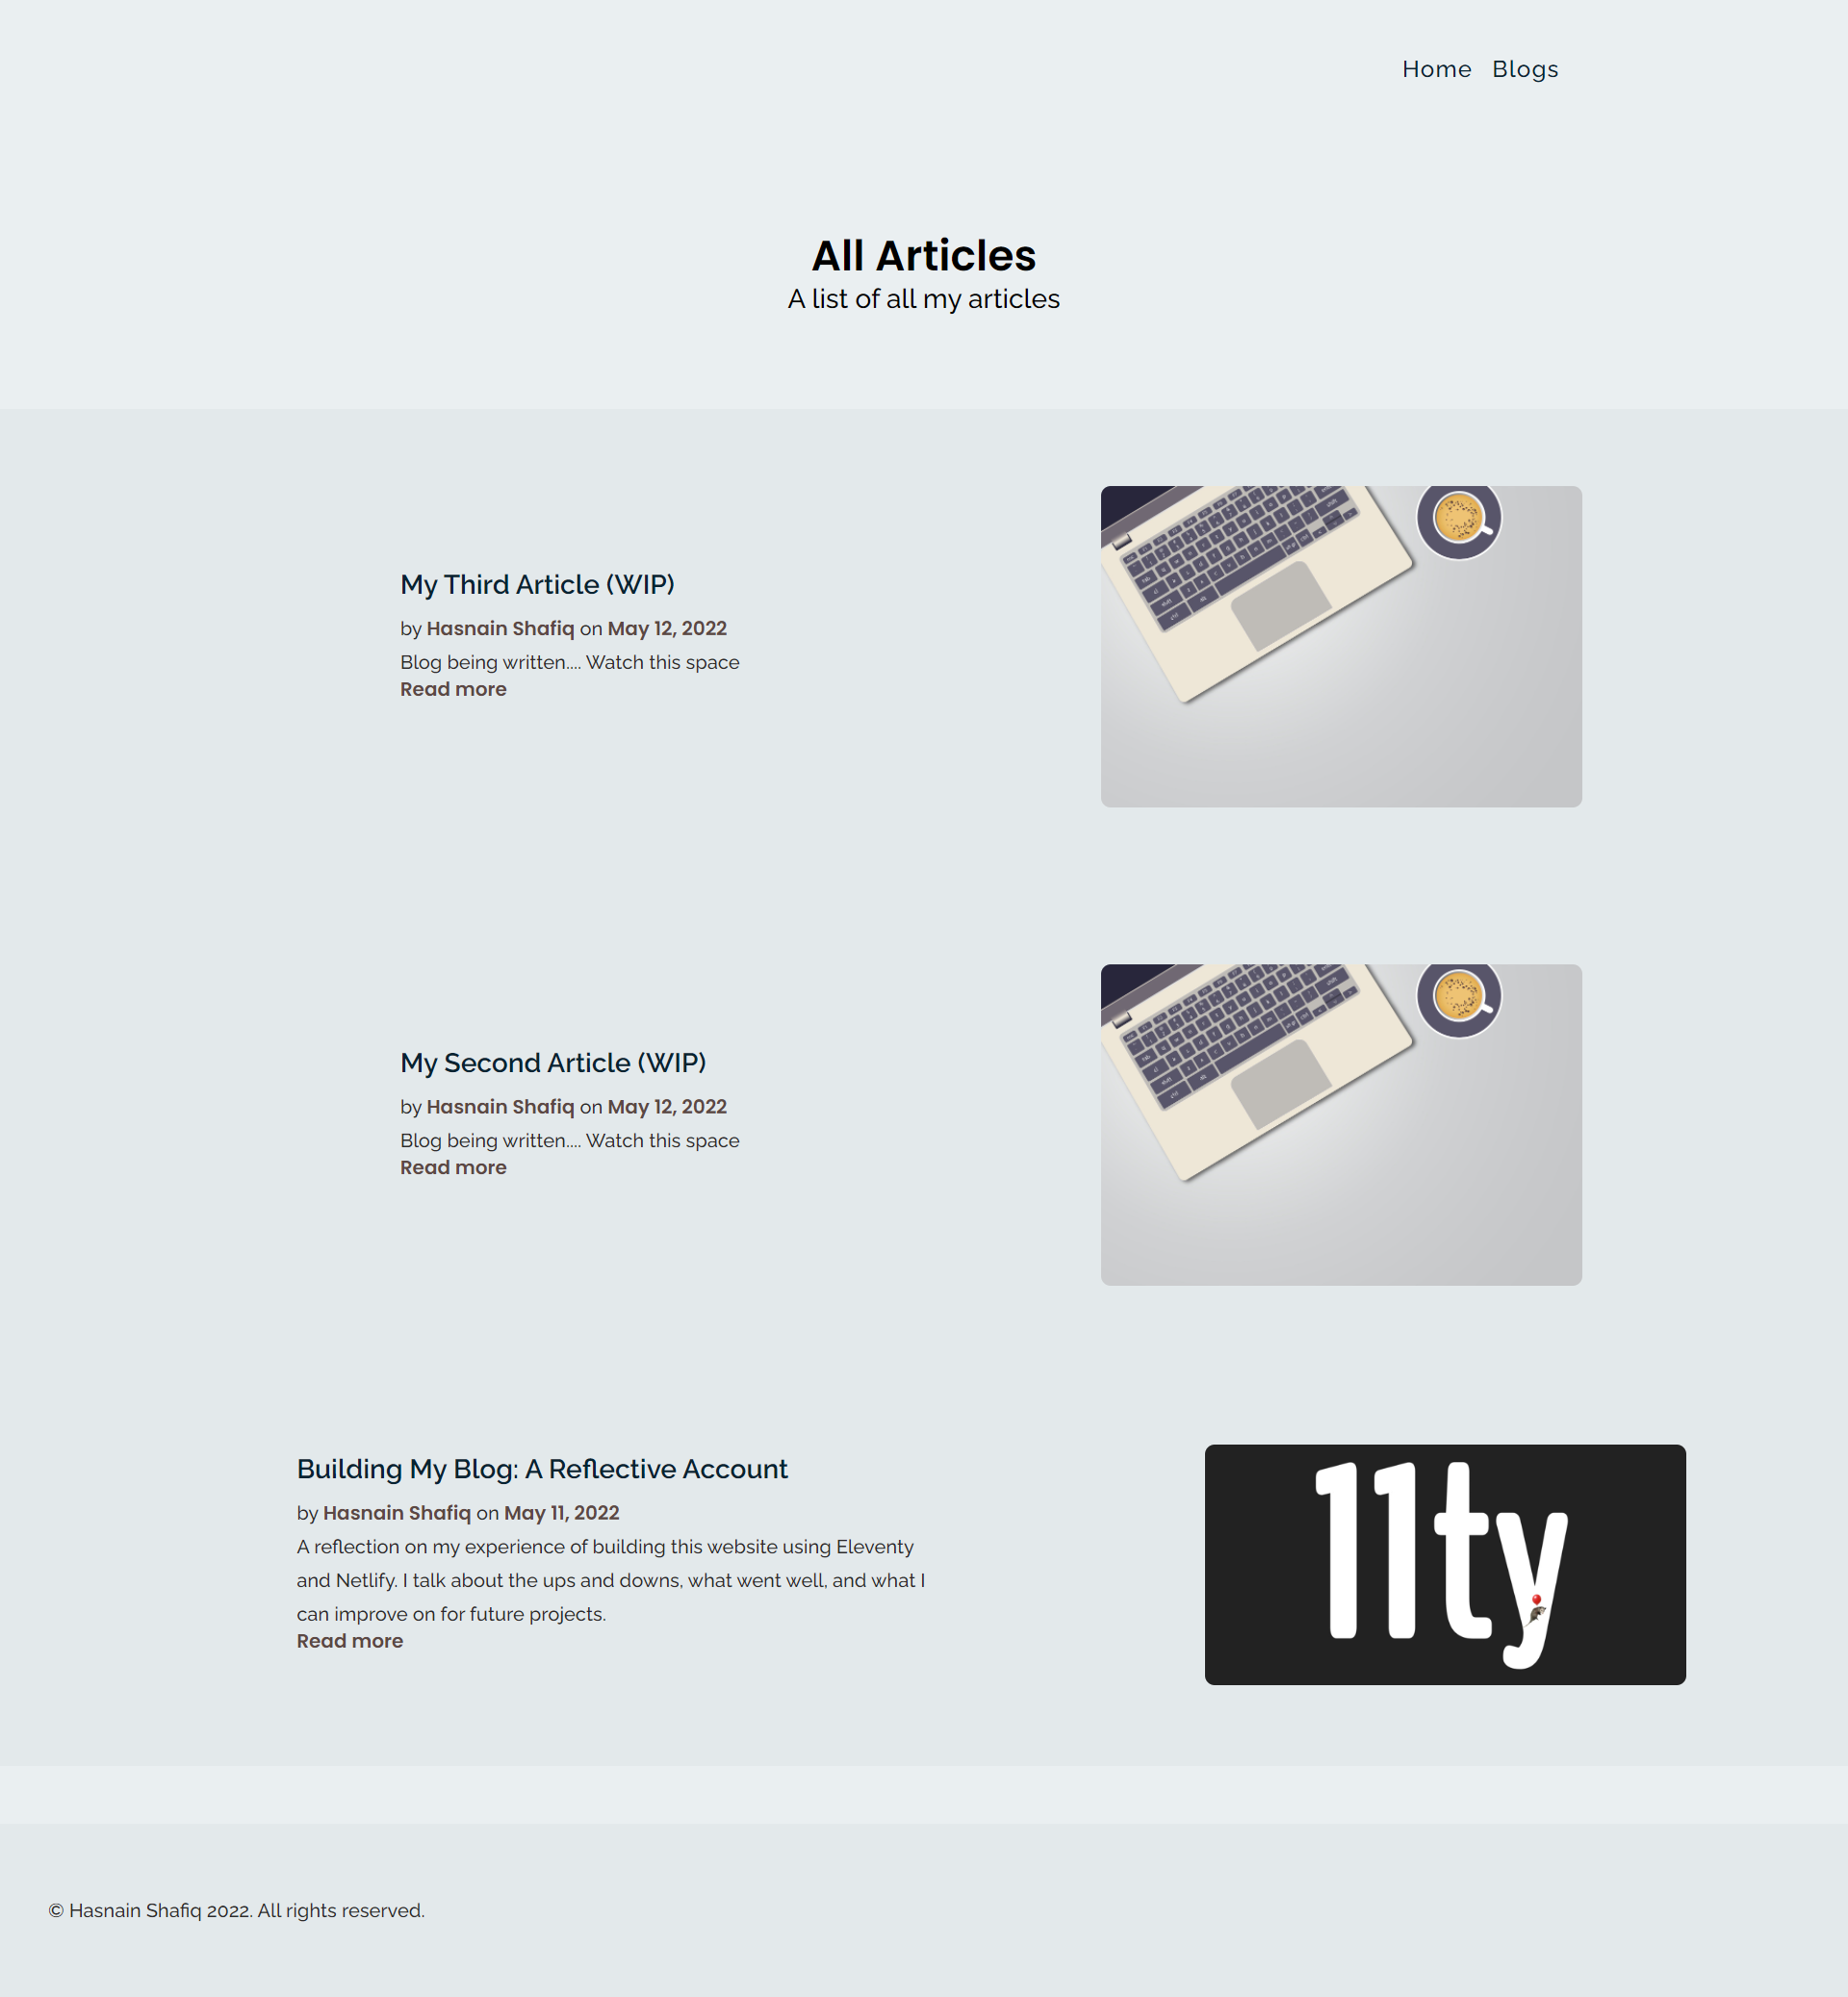 Home Blogs
All Articles
A list of all my articles
My Third Article (WIP)
by Hasnain Shafiq on May 12, 2022
Blog being written.... Watch this space
Read more
My Second Article (WIP)
by Hasnain Shafiq on May 12, 2022
Blog being written.... Watch this space
Read more
Building My Blog: A Reflective Account
by Hasnain Shafiq on May 11, 2022
A reflection on my experience of building this website using Eleventy
and Netlify. I talk about the ups and downs, what went well, and what I
can improve on for future projects.
Read more
11ty
© Hasnain Shafiq 2022. All rights reserved.